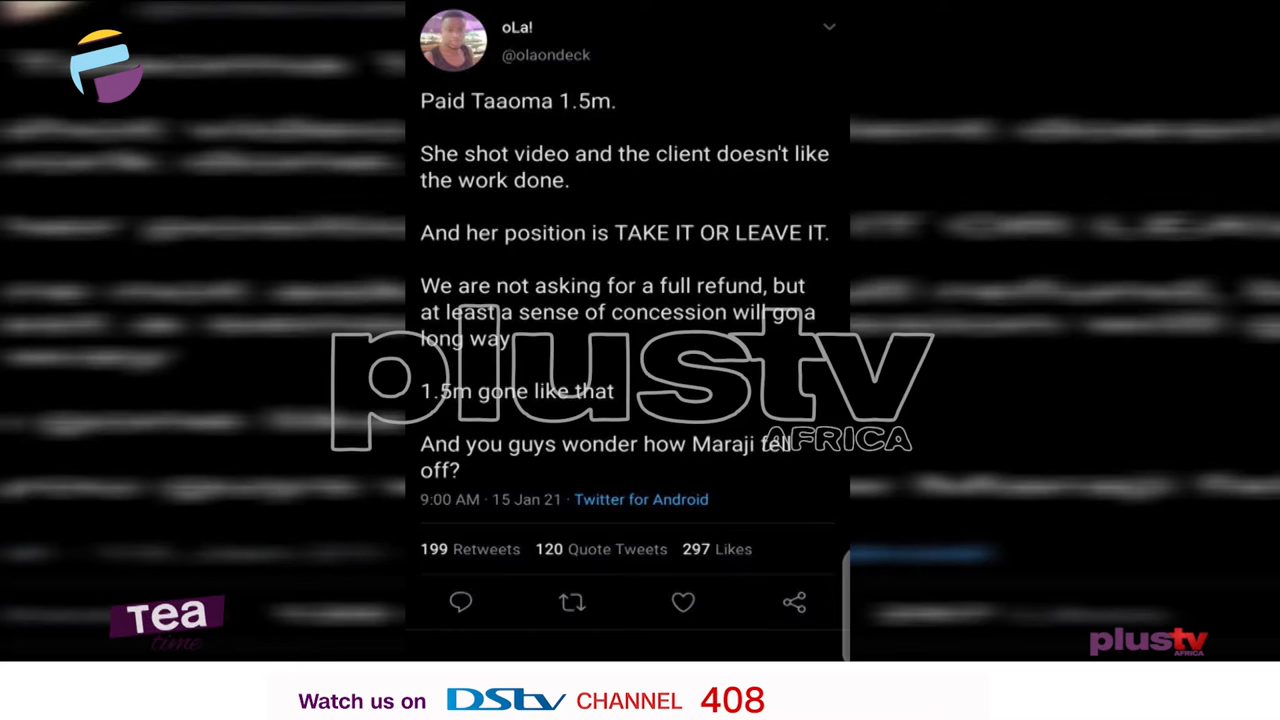 oLa!
@olaondeck
Paid Taaoma 1.5m.
She shot video and the client doesn't like
the work done.
And her position is TAKE IT OR LEAVE IT.
We are not asking for a full refund, but
at least a sense of concession will go a
long way
1.5m gone like that
And you guys wonder how Maraji fell
off?
9:00 AM · 15 Jan 21 · Twitter for Android
199 Retweets 120 Quote Tweets 297 Likes
plustv
AFRICA
Tea
time
plustv
AFRICA
Watch us on DStv CHANNEL 408